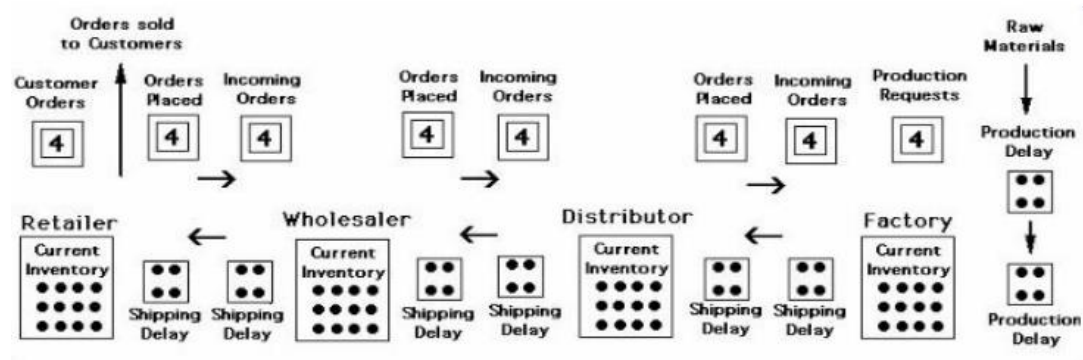 Orders sold
to Customers
Raw
Materials
Customer
Orders
Orders
Placed
Incoming
Orders
Orders
Placed
Incoming
Orders
Orders
Placed
Incoming
Orders
Production
Requests
4
4
4
4
4
4
4
4
Production
Delay
Retailer
Wholesaler
Distributor
Factory
Current
Inventory
Current
Inventory
Current
Inventory
Current
Inventory
Shipping
Delay
Shipping
Delay
Shipping
Delay
Shipping
Delay
Shipping
Delay
Shipping
Delay
Production
Delay